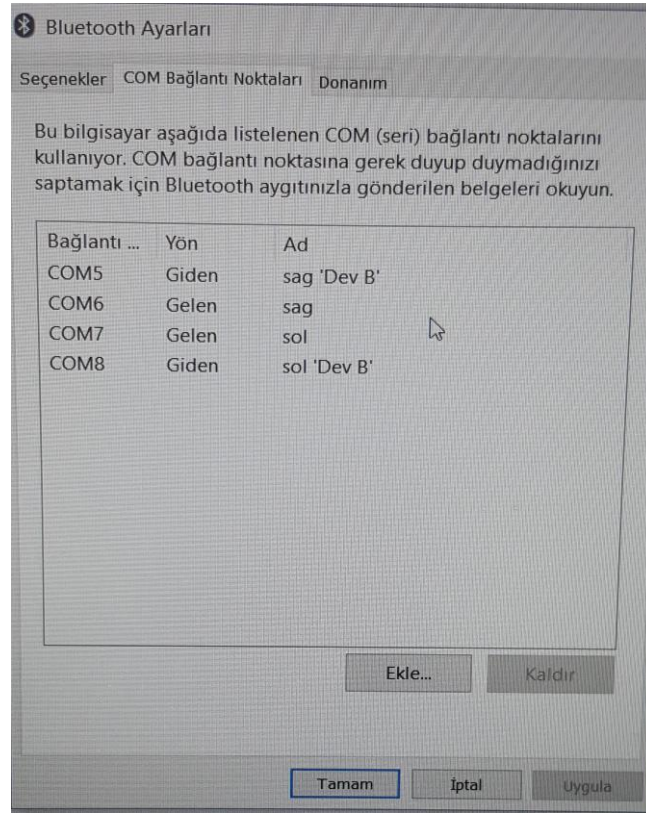 Bluetooth Ayarları
Seçenekler COM Bağlantı Noktaları Donanım
Bu bilgisayar aşağıda listelenen COM (seri) bağlantı noktalarını
kullanıyor. COM bağlantı noktasına gerek duyup duymadığınızı
saptamak için Bluetooth aygıtınızla gönderilen belgeleri okuyun.
Bağlantı ... Yön Ad
COM5 Giden sag 'Dev B'
COM6 Gelen sag
COM7 Gelen sol
COM8 Giden sol 'Dev B'
Ekle... Kaldır
Tamam İptal Uygula